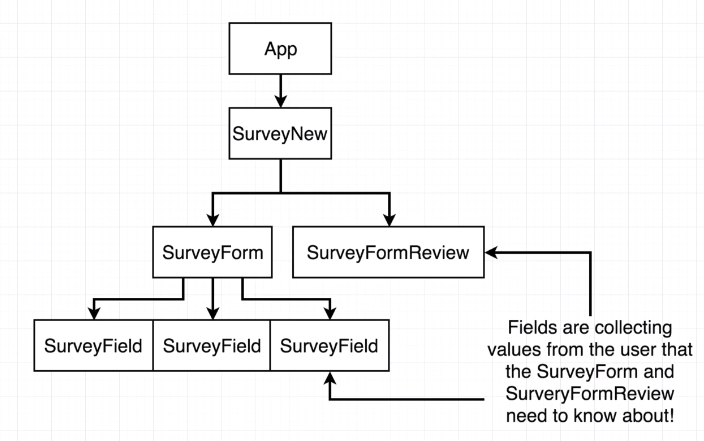 App
SurveyNew
SurveyForm
SurveyFormReview
SurveyField
SurveyField
SurveyField
Fields are collecting
values from the user that
the SurveyForm and
SurveryFormReview
need to know about!